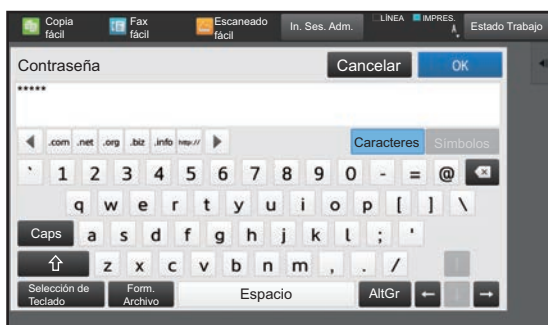 Copia fácil
Fax fácil
Escaneado fácil
In. Ses. Adm.
LÍNEA
IMPRES.
Estado Trabajo
Contraseña
Cancelar
OK
*****
.com .net .org .biz .info http://
Caracteres
Símbolos
` 1 2 3 4 5 6 7 8 9 0 - = @
q w e r t y u i o p [ ] \
Caps a s d f g h j k l ; '
z x c v b n m , . /
Selección de Teclado
Form. Archivo
Espacio
AltGr